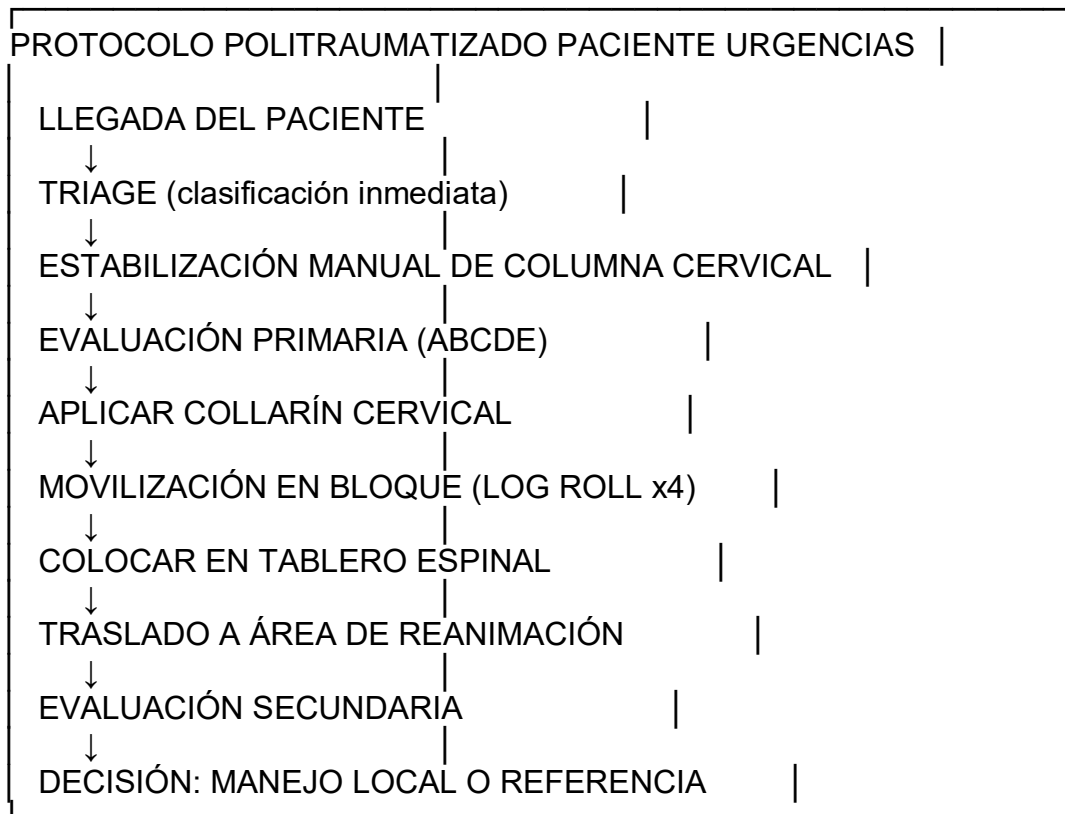 PROTOCOLO POLITRAUMATIZADO PACIENTE URGENCIAS │
LLEGADA DEL PACIENTE │
↓
TRIAGE (clasificación inmediata) │
↓
ESTABILIZACIÓN MANUAL DE COLUMNA CERVICAL │
↓
EVALUACIÓN PRIMARIA (ABCDE) │
↓
APLICAR COLLARÍN CERVICAL │
↓
MOVILIZACIÓN EN BLOQUE (LOG ROLL x4) │
↓
COLOCAR EN TABLERO ESPINAL │
↓
TRASLADO A ÁREA DE REANIMACIÓN │
↓
EVALUACIÓN SECUNDARIA │
↓
DECISIÓN: MANEJO LOCAL O REFERENCIA │